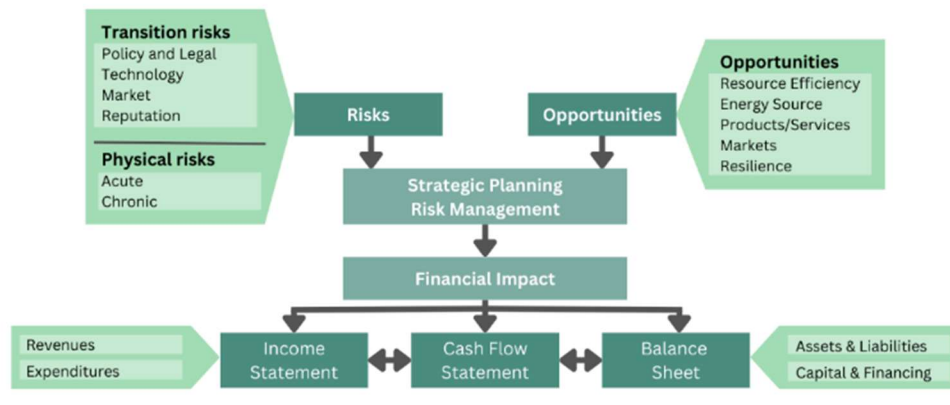 Transition risks
Policy and Legal
Technology
Market
Reputation
Physical risks
Acute
Chronic
Risks
Opportunities
Opportunities
Resource Efficiency
Energy Source
Products/Services
Markets
Resilience
Strategic Planning
Risk Management
Financial Impact
Revenues
Expenditures
Income
Statement
Cash Flow
Statement
Balance
Sheet
Assets & Liabilities
Capital & Financing